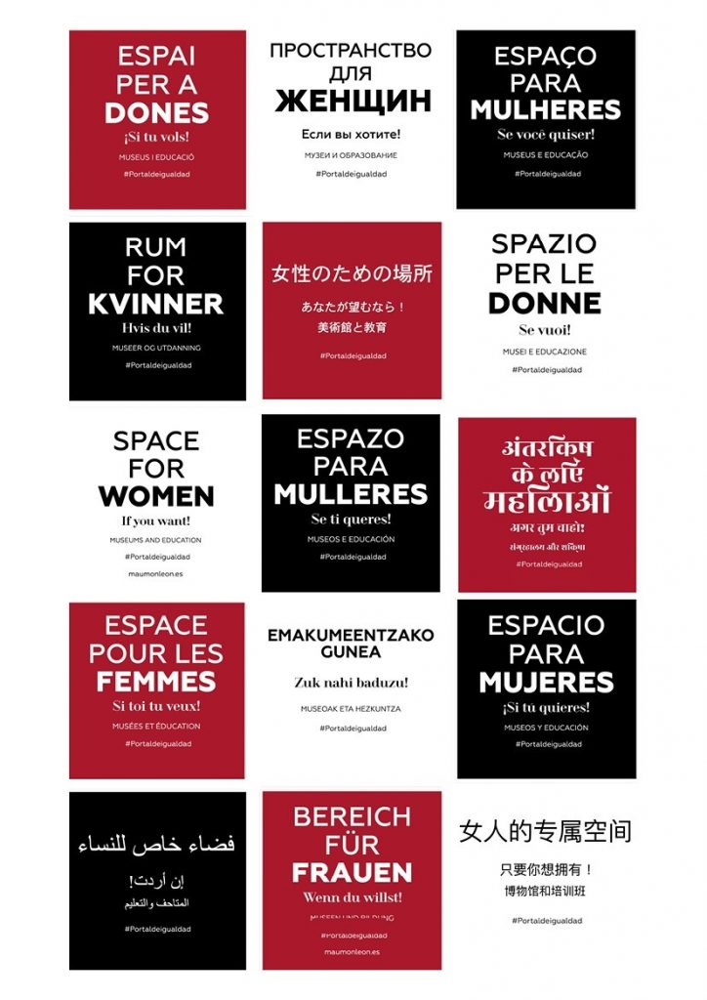 ESPAI
PER A
DONES
¡Si tu vols!
MUSEUS I EDUCACIÓ
#Portaldeigualdad
ПРОСТРАНСТВО
ДЛЯ
ЖЕНЩИН
Если вы хотите!
МУЗЕИ И ОБРАЗОВАНИЕ
#Portaldeigualdad
ESPAÇO
PARA
MULHERES
Se você quiser!
MUSEUS E EDUCAÇÃO
#Portaldeigualdad
RUM
FOR
KVINNER
Hvis du vil!
MUSEER OG UTDANNING
#Portaldeigualdad
女性のための場所
あなたが望むなら！
美術館と教育
#Portaldeigualdad
SPAZIO
PER LE
DONNE
Se vuoi!
MUSEI E EDUCAZIONE
#Portaldeigualdad
SPACE
FOR
WOMEN
If you want!
MUSEUMS AND EDUCATION
#Portaldeigualdad
maumonleon.es
ESPAZO
PARA
MULLERES
Se ti queres!
MUSEOS E EDUCACIÓN
#Portaldeigualdad
अंतरकि्ष
के लएि
महलिाओं
अगर तुम चाहो!
संग्रहालय और शकि्षा
#Portaldeigualdad
ESPACE
POUR LES
FEMMES
Si toi tu veux!
MUSÉES ET ÉDUCATION
#Portaldeigualdad
EMAKUMEENTZAKO
GUNEA
Zuk nahi baduzu!
MUSEOAK ETA HEZKUNTZA
#Portaldeigualdad
ESPACIO
PARA
MUJERES
¡Si tú quieres!
MUSEOS Y EDUCACIÓN
#Portaldeigualdad
فضاء خاص للنساء
إن أردت!
المتاحف والتعليم
#Portaldeigualdad
BEREICH
FÜR
FRAUEN
Wenn du willst!
MUSEEN UND BILDUNG
#Portaldeigualdad
maumonleon.es
女人的专属空间
只要你想拥有！
博物馆和培训班
#Portaldeigualdad